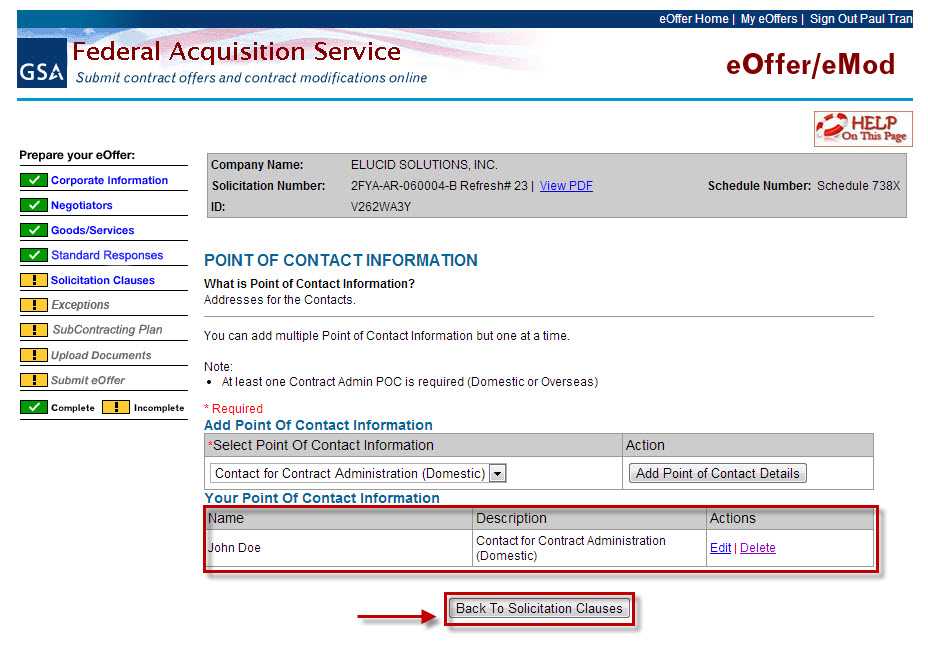 eOffer Home | My eOffers | Sign Out Paul Tran
GSA
Federal Acquisition Service
Submit contract offers and contract modifications online
eOffer/eMod
HELP
On This Page
Prepare your eOffer:
Corporate Information
Negotiators
Goods/Services
Standard Responses
! Solicitation Clauses
! Exceptions
! SubContracting Plan
! Upload Documents
! Submit eOffer
Complete ! Incomplete
Company Name: ELUCID SOLUTIONS, INC.
Solicitation Number: 2FYA-AR-060004-B Refresh# 23 | View PDF Schedule Number: Schedule 738X
ID: V262WA3Y
POINT OF CONTACT INFORMATION
What is Point of Contact Information?
Addresses for the Contacts.
You can add multiple Point of Contact Information but one at a time.
Note:
• At least one Contract Admin POC is required (Domestic or Overseas)
* Required
Add Point Of Contact Information
*Select Point Of Contact Information Action
Contact for Contract Administration (Domestic) Add Point of Contact Details
Your Point Of Contact Information
Name Description Actions
John Doe Contact for Contract Administration (Domestic) Edit | Delete
Back To Solicitation Clauses